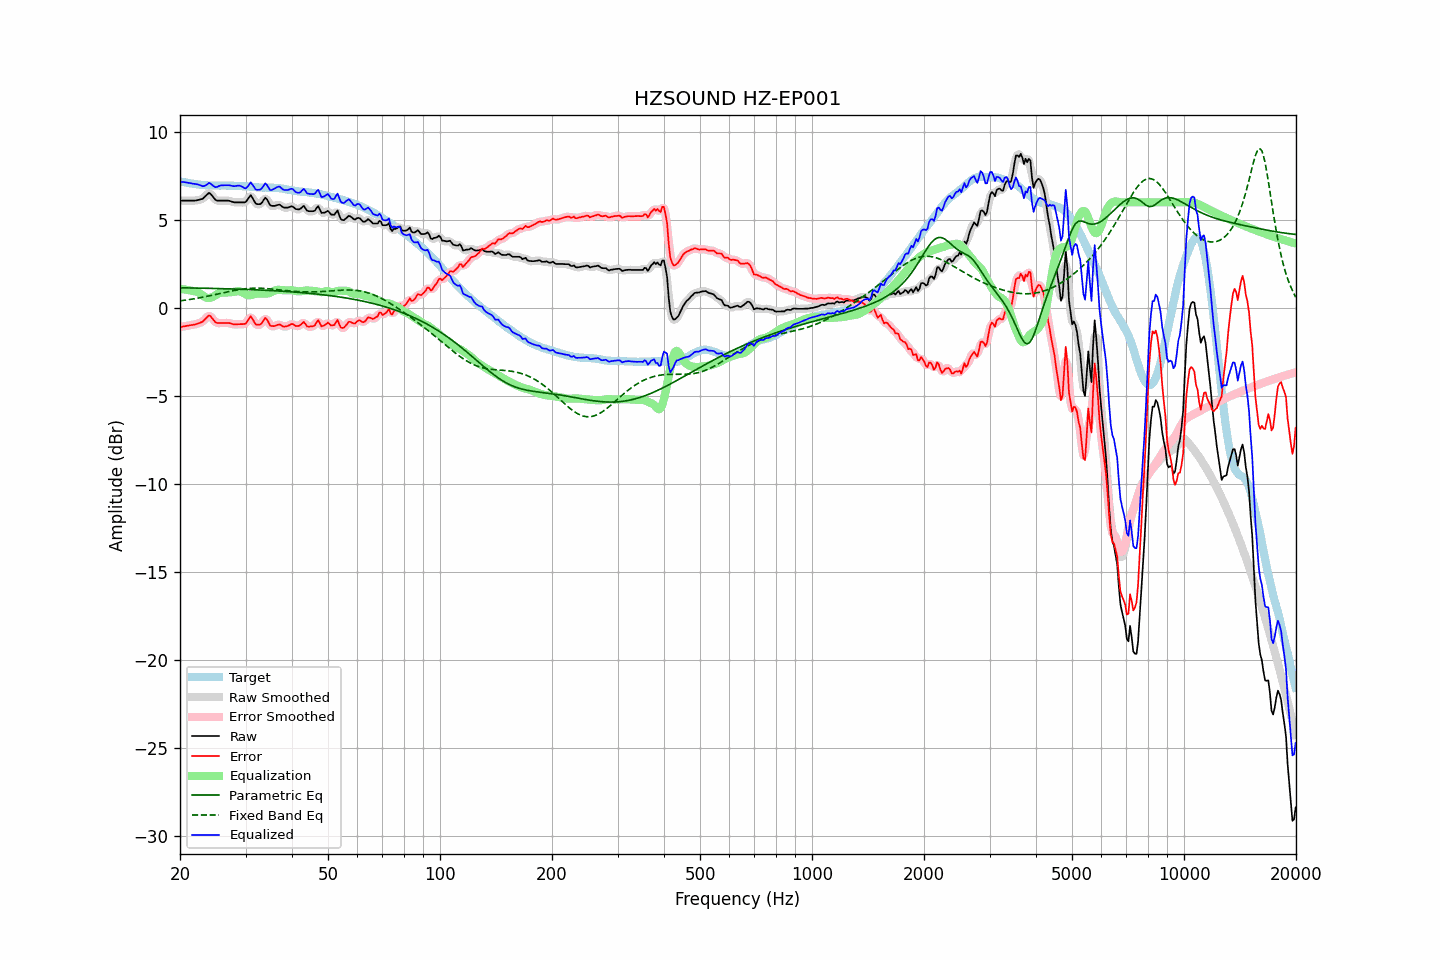 HZSOUND HZ-EP001
Amplitude (dBr)
10
5
0
−5
−10
−15
−20
−25
−30
Target
Raw Smoothed
Error Smoothed
Raw
Error
Equalization
Parametric Eq
Fixed Band Eq
Equalized
20
50
100
200
500
1000
2000
5000
10000
20000
Frequency (Hz)